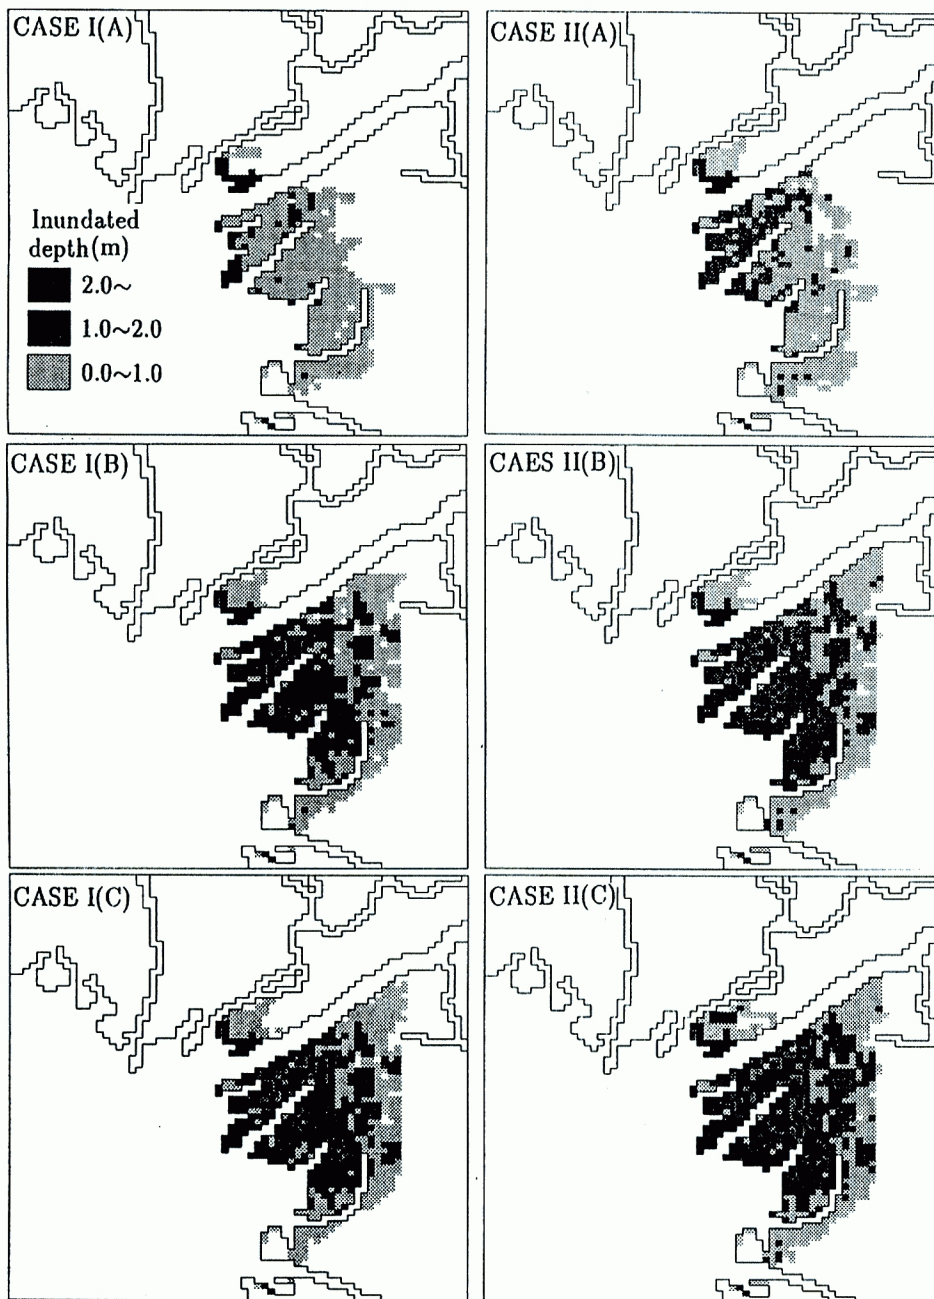 CASE I(A)
CASE II(A)
Inundated
depth(m)
2.0~
1.0~2.0
0.0~1.0
CASE I(B)
CAES II(B)
CASE I(C)
CASE II(C)